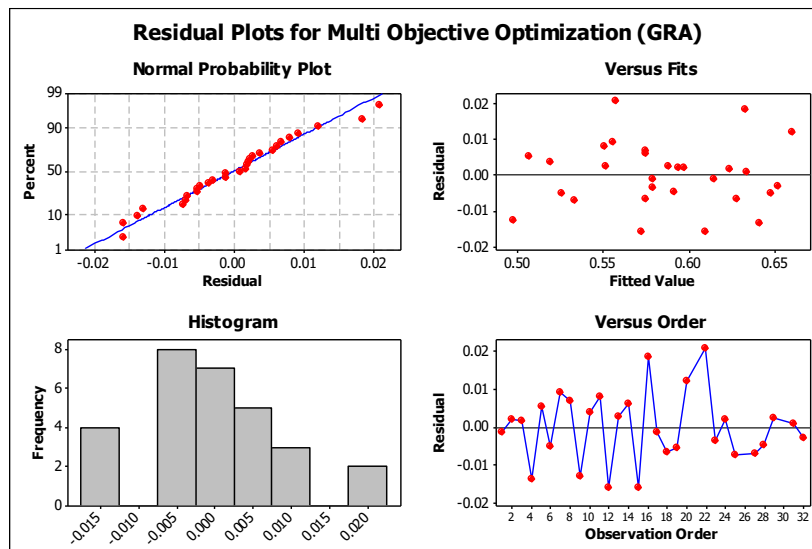 Residual Plots for Multi Objective Optimization (GRA)
Normal Probability Plot
99
90
50
10
1
Percent
-0.02 -0.01 0.00 0.01 0.02
Residual
Versus Fits
0.02
0.01
0.00
-0.01
-0.02
Residual
0.50 0.55 0.60 0.65
Fitted Value
Histogram
8
6
4
2
0
Frequency
-0.015 -0.010 -0.005 0.000 0.005 0.010 0.015 0.020
Versus Order
0.02
0.01
0.00
-0.01
-0.02
Residual
2 4 6 8 10 12 14 16 18 20 22 24 26 28 30 32
Observation Order